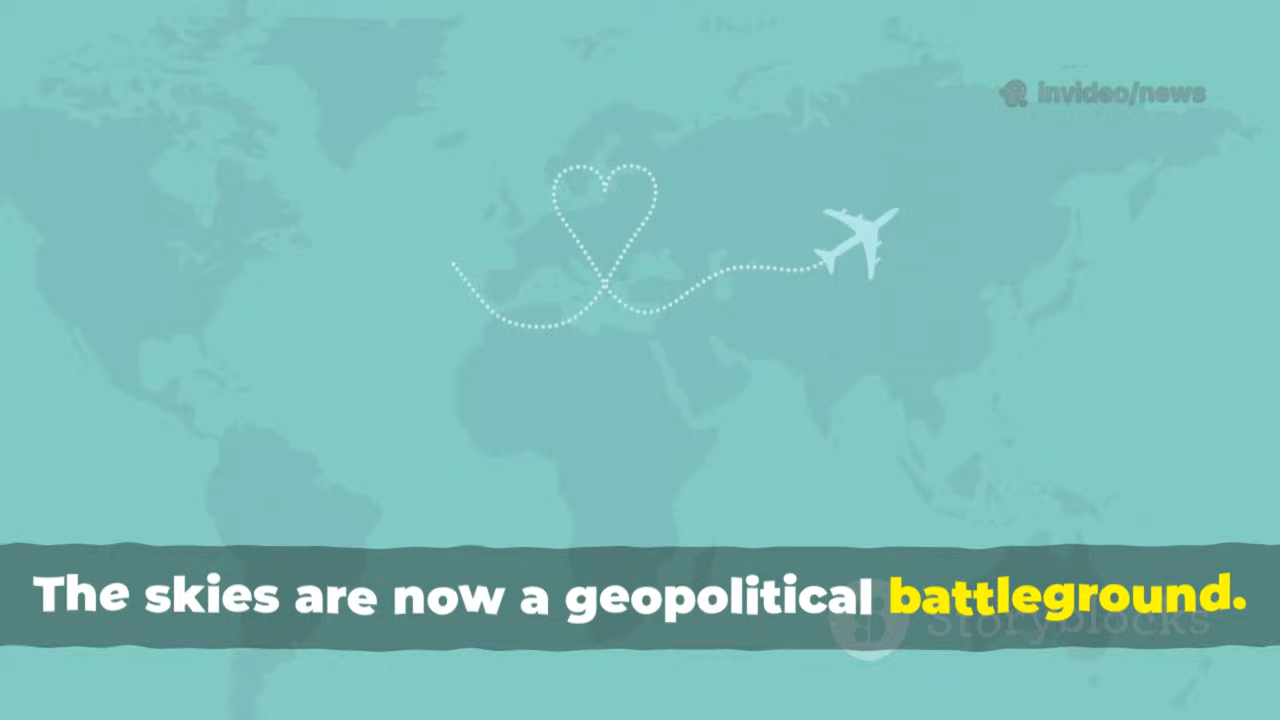 invideo/news
The skies are now a geopolitical battleground.
Storyblocks